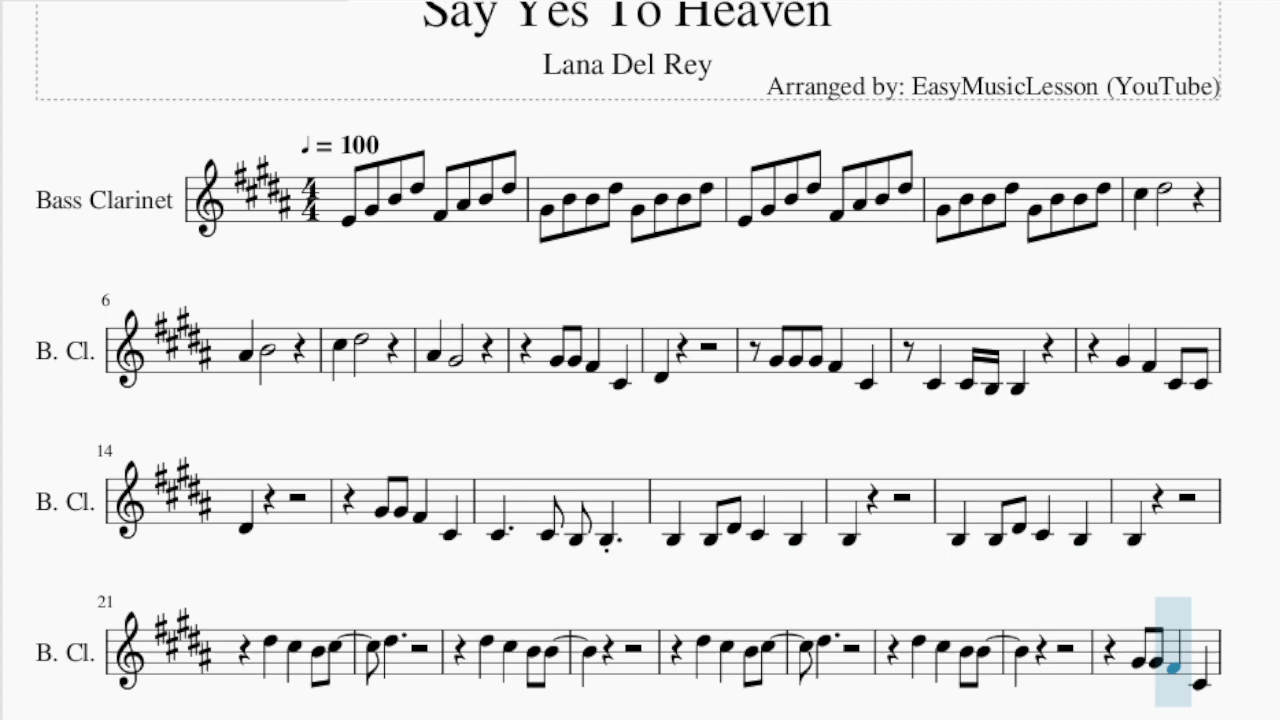 Say Yes To Heaven
Lana Del Rey
Arranged by: EasyMusicLesson (YouTube)
♩ = 100
Bass Clarinet
4
4
6
B. Cl.
14
B. Cl.
21
B. Cl.